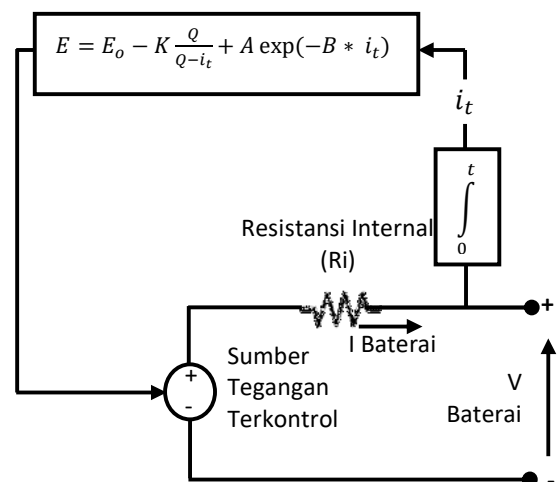 E = E_o − K Q/(Q−i_t) + A exp(−B * i_t)
i_t
t
∫
0
Resistansi Internal
(Ri)
+
I Baterai
+
-
Sumber
Tegangan
Terkontrol
V
Baterai
-